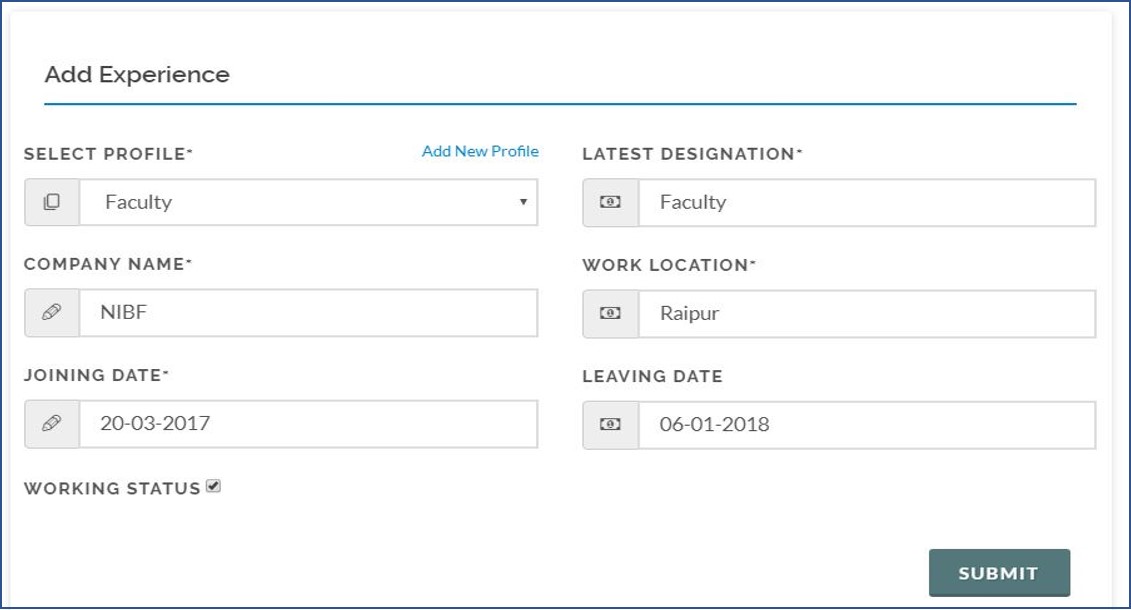 Add Experience
SELECT PROFILE* Add New Profile
LATEST DESIGNATION*
Faculty
Faculty
COMPANY NAME*
WORK LOCATION*
NIBF
Raipur
JOINING DATE*
LEAVING DATE
20-03-2017
06-01-2018
WORKING STATUS
SUBMIT